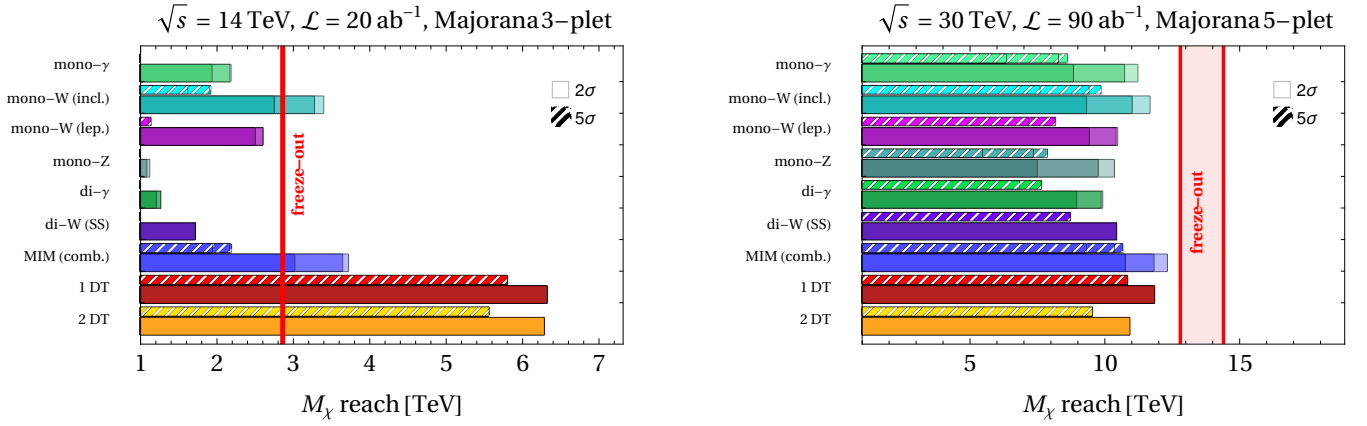 √s = 14 TeV, ℒ = 20 ab⁻¹, Majorana 3–plet
mono–γ
mono–W (incl.)
mono–W (lep.)
mono–Z
di–γ
di–W (SS)
MIM (comb.)
1 DT
2 DT
2σ
5σ
freeze–out
1 2 3 4 5 6 7
Mχ reach [TeV]
√s = 30 TeV, ℒ = 90 ab⁻¹, Majorana 5–plet
mono–γ
mono–W (incl.)
mono–W (lep.)
mono–Z
di–γ
di–W (SS)
MIM (comb.)
1 DT
2 DT
2σ
5σ
freeze–out
5 10 15
Mχ reach [TeV]